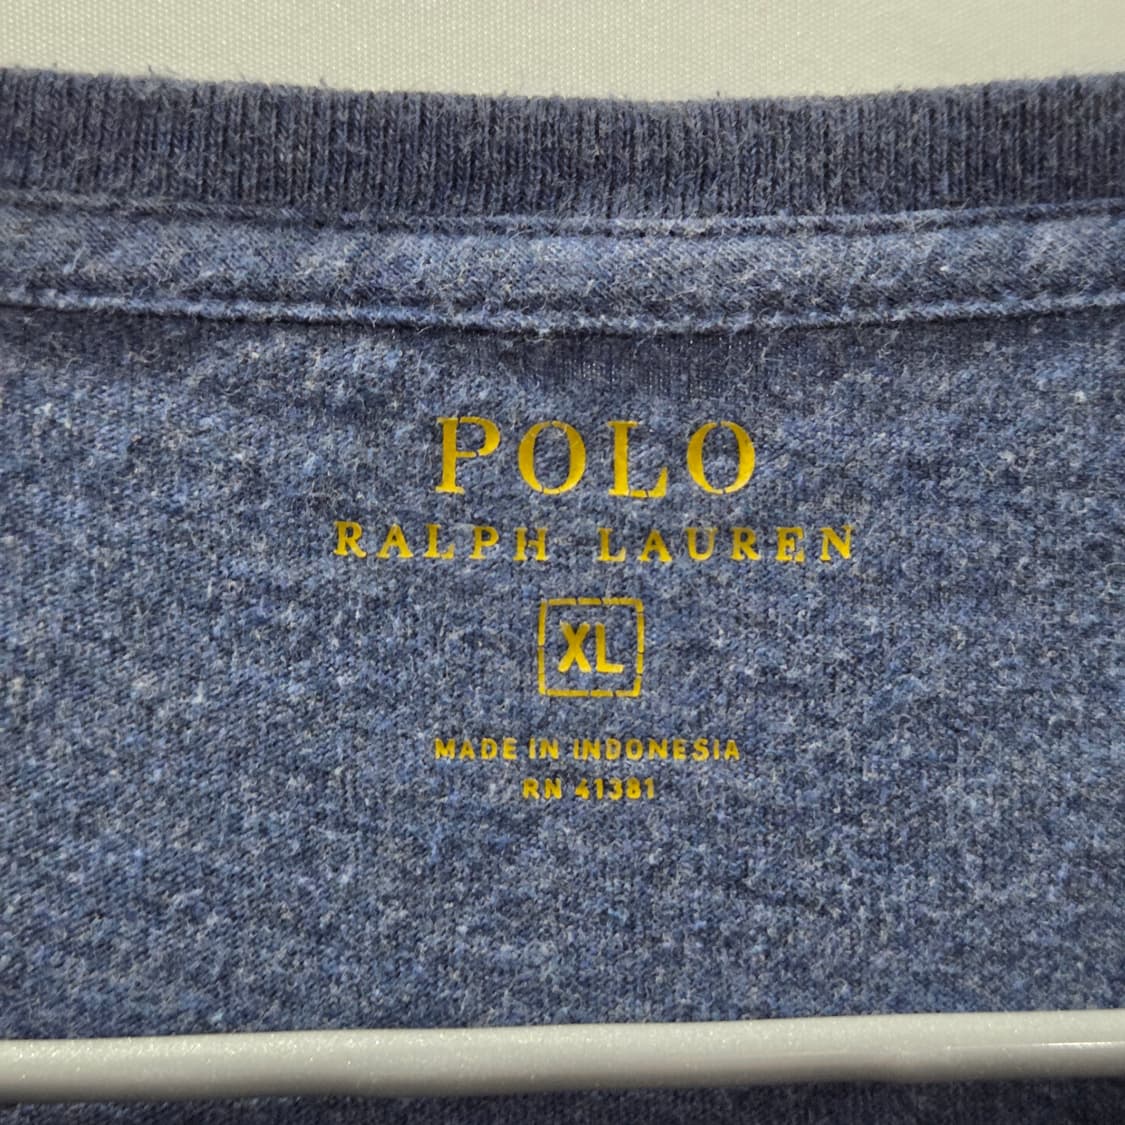 POLO
RALPH LAUREN
XL
MADE IN INDONESIA
RN 41381